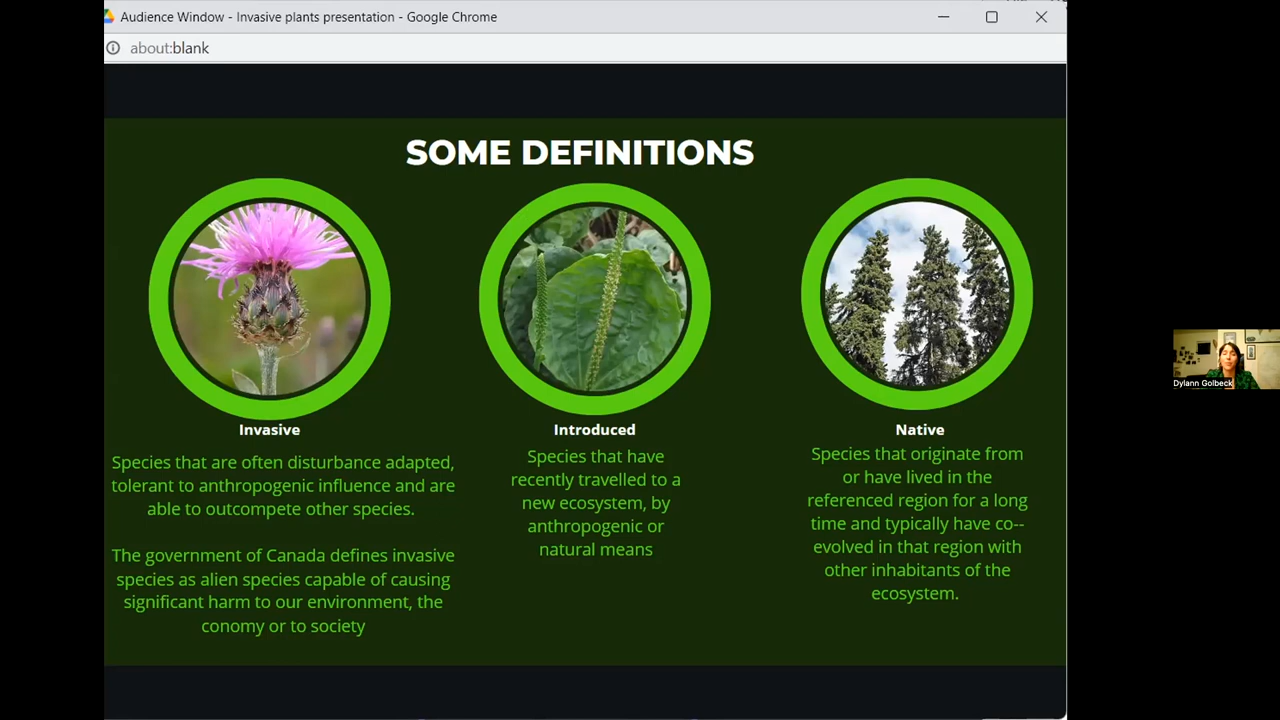 Audience Window - Invasive plants presentation - Google Chrome
about:blank
SOME DEFINITIONS
Invasive
Species that are often disturbance adapted,
tolerant to anthropogenic influence and are
able to outcompete other species.
The government of Canada defines invasive
species as alien species capable of causing
significant harm to our environment, the
conomy or to society
Introduced
Species that have
recently travelled to a
new ecosystem, by
anthropogenic or
natural means
Native
Species that originate from
or have lived in the
referenced region for a long
time and typically have co--
evolved in that region with
other inhabitants of the
ecosystem.
Dylann Golbeck